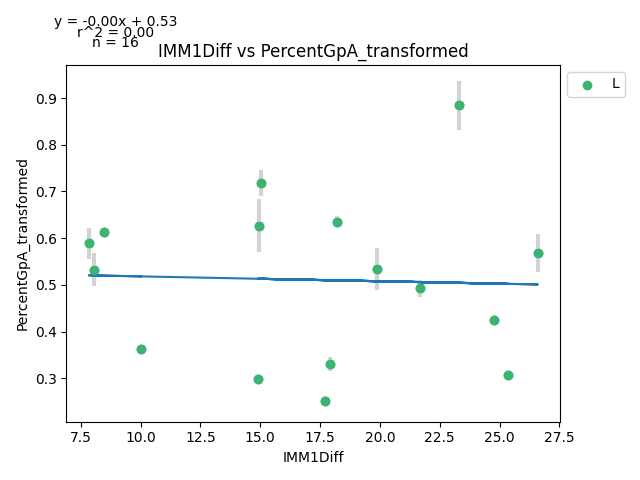 y = -0.00x + 0.53
r^2 = 0.00
n = 16
IMM1Diff vs PercentGpA_transformed
L
PercentGpA_transformed
0.9
0.8
0.7
0.6
0.5
0.4
0.3
7.5 10.0 12.5 15.0 17.5 20.0 22.5 25.0 27.5
IMM1Diff